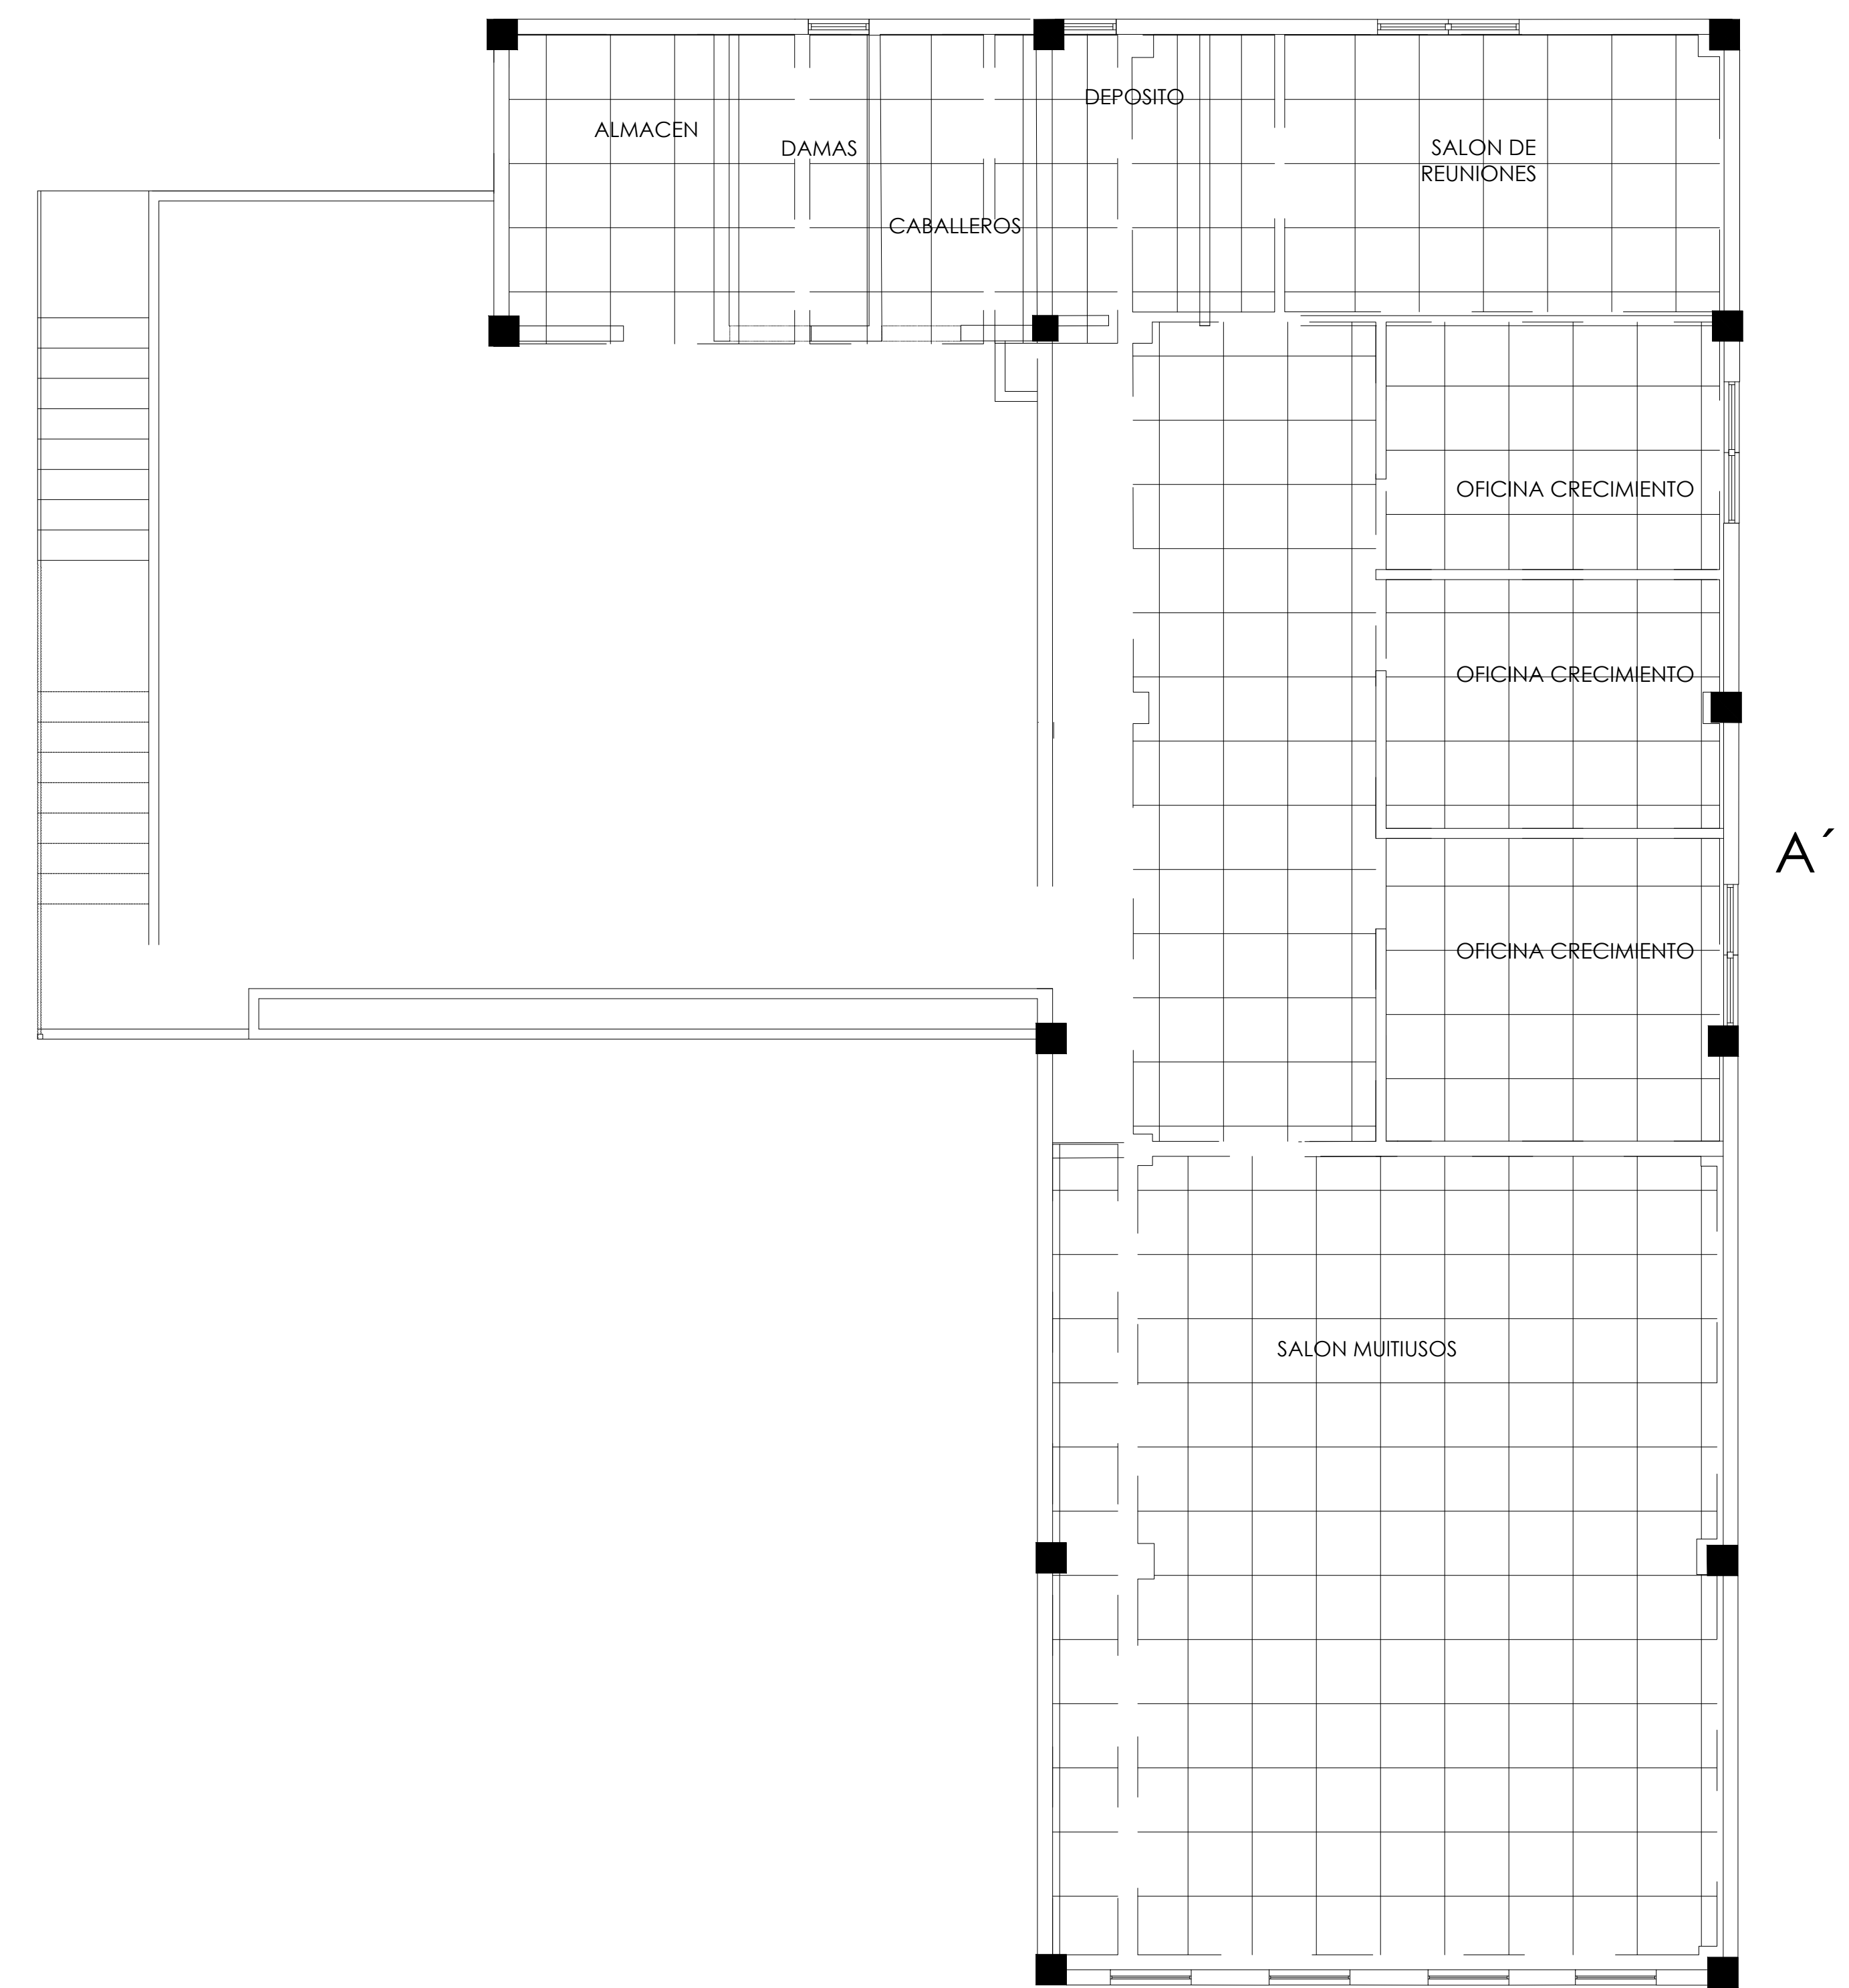 DEPOSITO
ALMACEN
DAMAS
SALON DE
REUNIONES
CABALLEROS
OFICINA CRECIMIENTO
OFICINA CRECIMIENTO
A´
OFICINA CRECIMIENTO
SALON MUITIUSOS